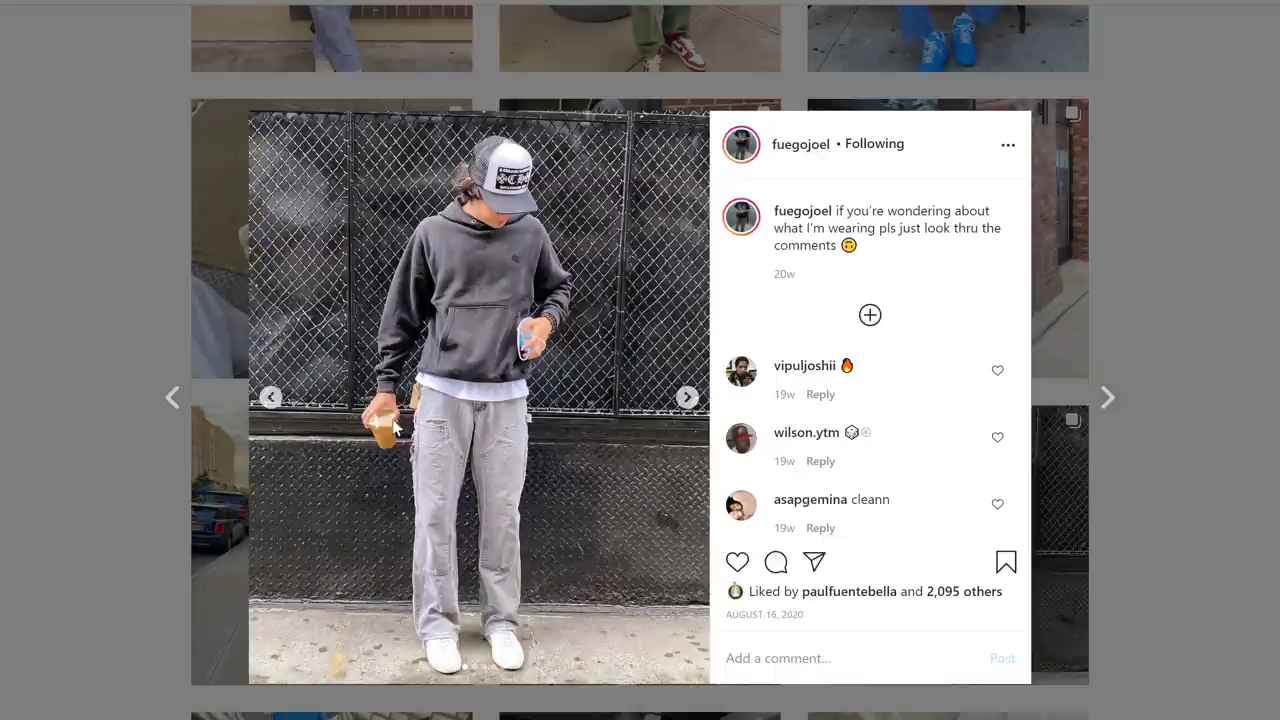 CH
fuegojoel • Following
fuegojoel if you're wondering about
what I'm wearing pls just look thru the
comments 🙃
20w
vipuljoshii 🔥
19w Reply
wilson.ytm 🎲
19w Reply
asapgemina cleann
19w Reply
Liked by paulfuentebella and 2,095 others
AUGUST 16, 2020
Add a comment... Post